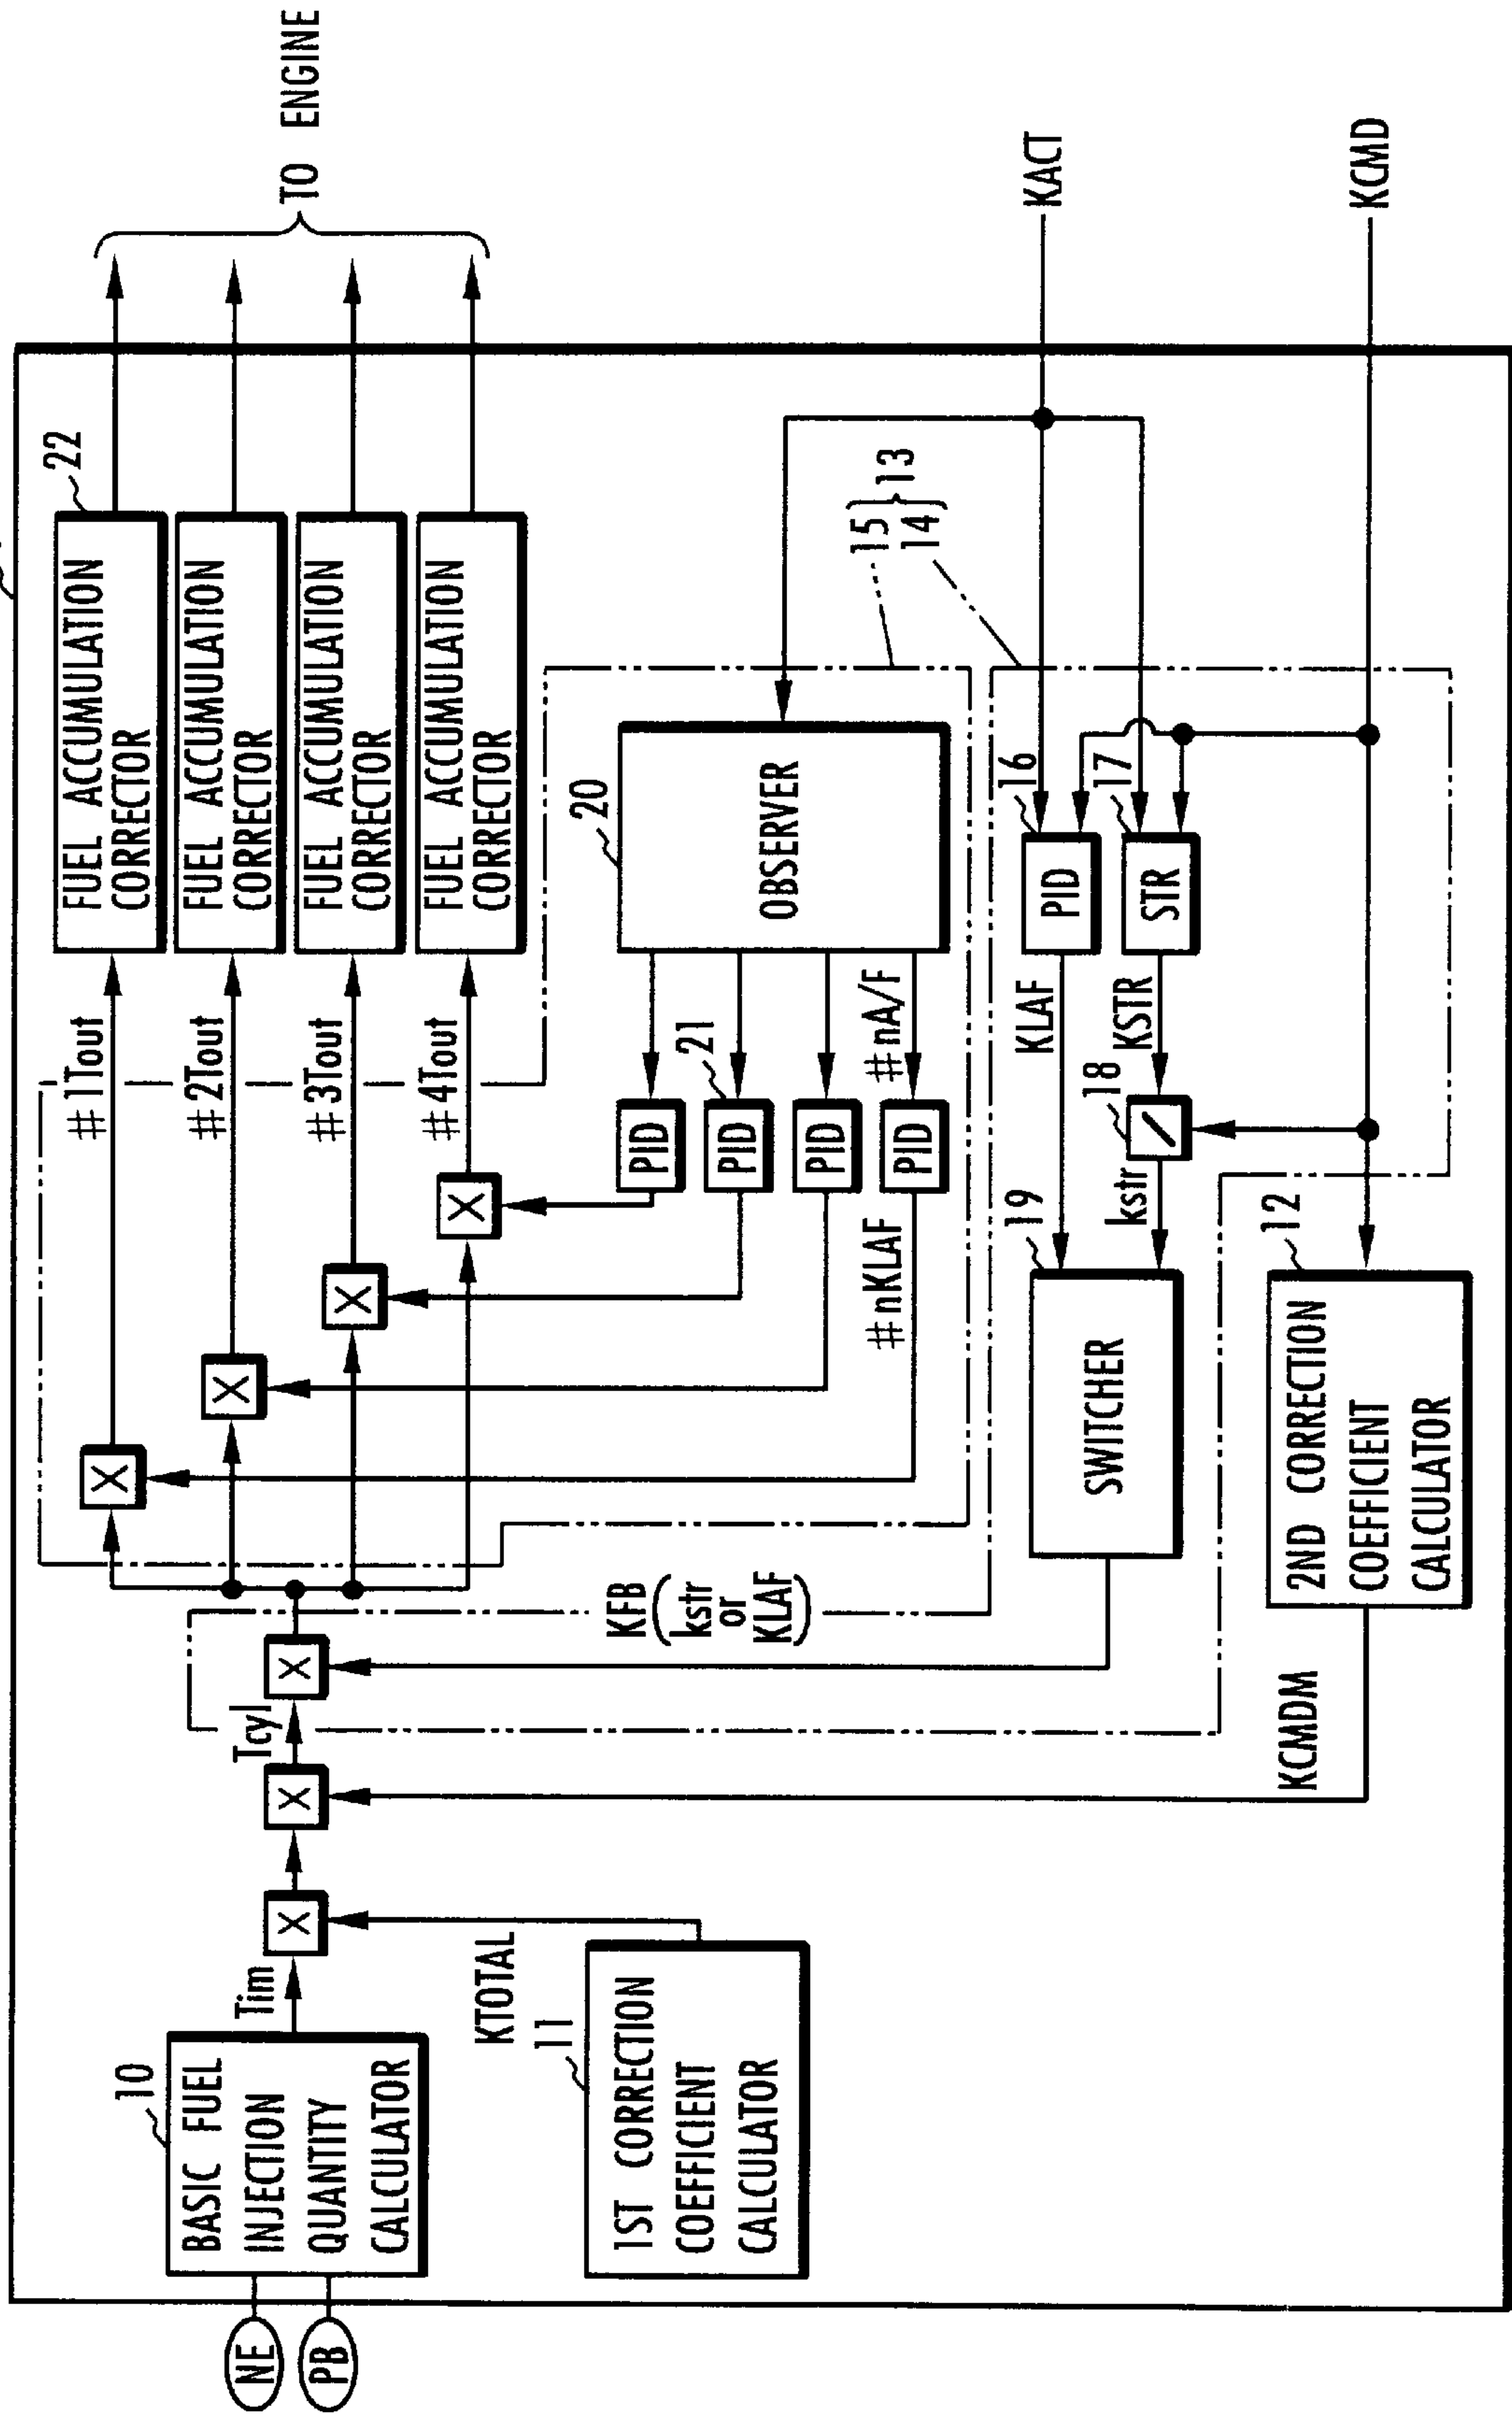 NE
PB
10
BASIC FUEL
INJECTION
QUANTITY
CALCULATOR
Tim
KTOTAL
11
1ST CORRECTION
COEFFICIENT
CALCULATOR
X
X
Tcyl
X
KCMDM
KFB (kstr
or
KLAF)
X
X
X
X
#1Tout
#2Tout
#3Tout
#4Tout
FUEL ACCUMULATION
CORRECTOR
22
FUEL ACCUMULATION
CORRECTOR
FUEL ACCUMULATION
CORRECTOR
FUEL ACCUMULATION
CORRECTOR
TO ENGINE
PID
PID
21
PID
PID
#nKLAF
#nA/F
20
OBSERVER
15
14
13
19
SWITCHER
KLAF
16
PID
kstr
18
KSTR
17
STR
12
2ND CORRECTION
COEFFICIENT
CALCULATOR
KACT
KCMD